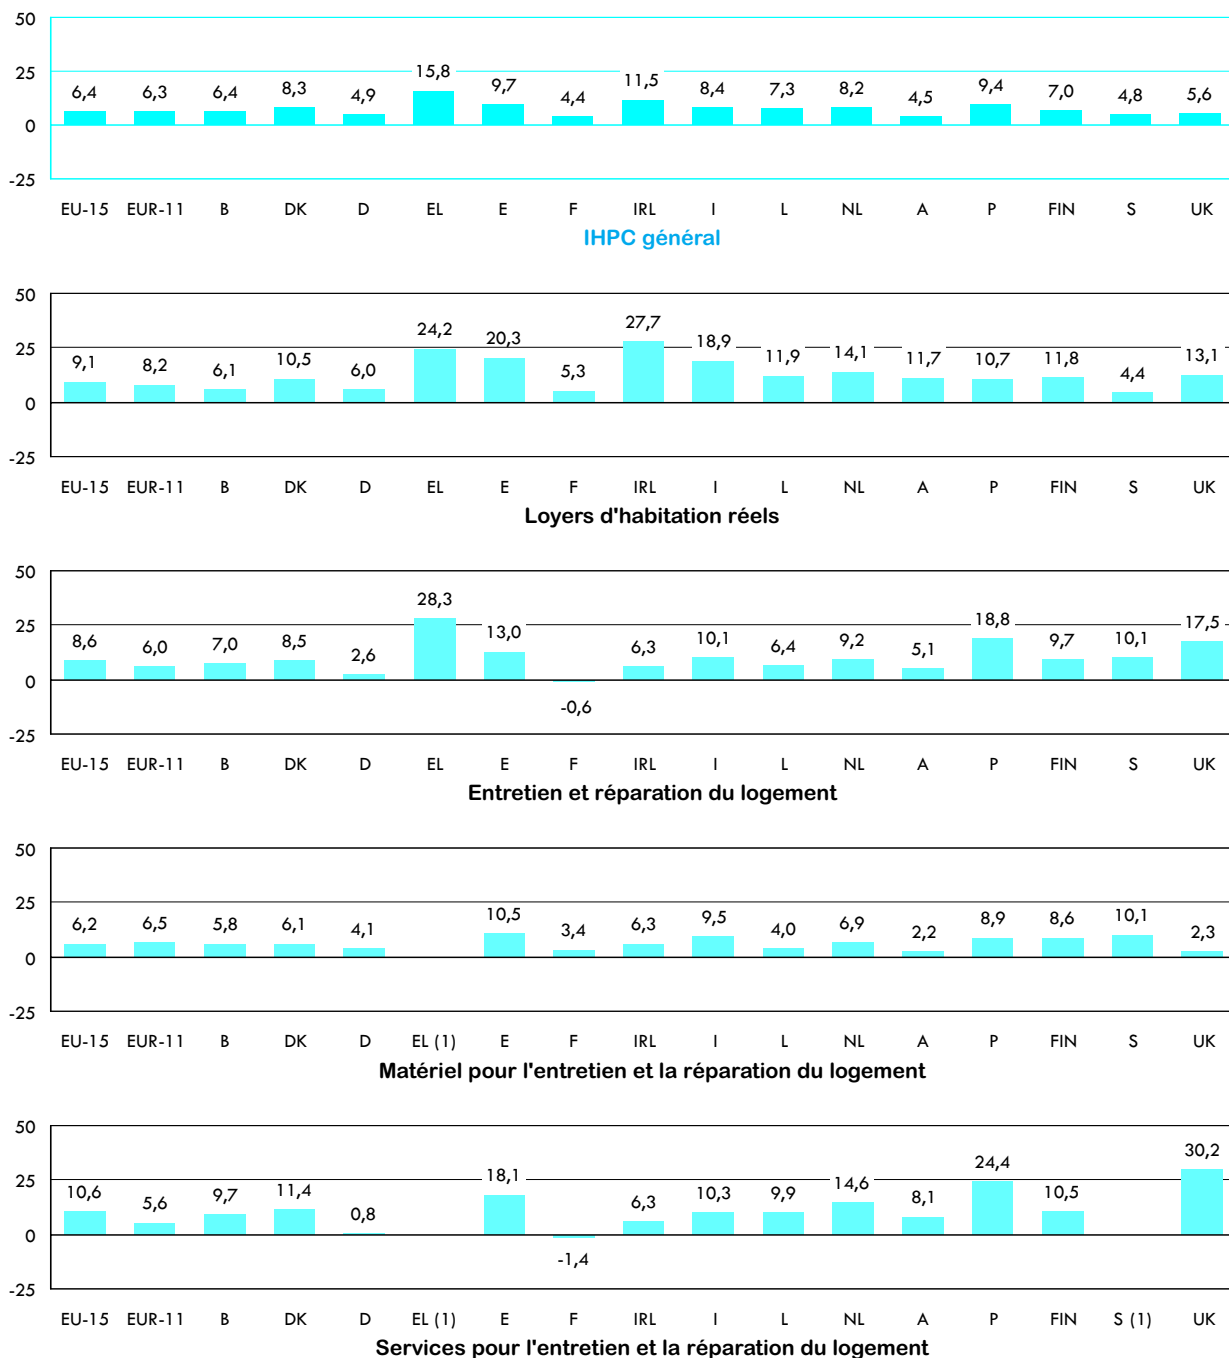 50
25
0
-25
6,4 6,3 6,4 8,3 4,9 15,8 9,7 4,4 11,5 8,4 7,3 8,2 4,5 9,4 7,0 4,8 5,6
EU-15 EUR-11 B DK D EL E F IRL I L NL A P FIN S UK
IHPC général
50
25
0
-25
9,1 8,2 6,1 10,5 6,0 24,2 20,3 5,3 27,7 18,9 11,9 14,1 11,7 10,7 11,8 4,4 13,1
EU-15 EUR-11 B DK D EL E F IRL I L NL A P FIN S UK
Loyers d'habitation réels
50
25
0
-25
8,6 6,0 7,0 8,5 2,6 28,3 13,0 -0,6 6,3 10,1 6,4 9,2 5,1 18,8 9,7 10,1 17,5
EU-15 EUR-11 B DK D EL E F IRL I L NL A P FIN S UK
Entretien et réparation du logement
50
25
0
-25
6,2 6,5 5,8 6,1 4,1 10,5 3,4 6,3 9,5 4,0 6,9 2,2 8,9 8,6 10,1 2,3
EU-15 EUR-11 B DK D EL (1) E F IRL I L NL A P FIN S UK
Matériel pour l'entretien et la réparation du logement
50
25
0
-25
10,6 5,6 9,7 11,4 0,8 18,1 -1,4 6,3 10,3 9,9 14,6 8,1 24,4 10,5 30,2
EU-15 EUR-11 B DK D EL (1) E F IRL I L NL A P FIN S (1) UK
Services pour l'entretien et la réparation du logement